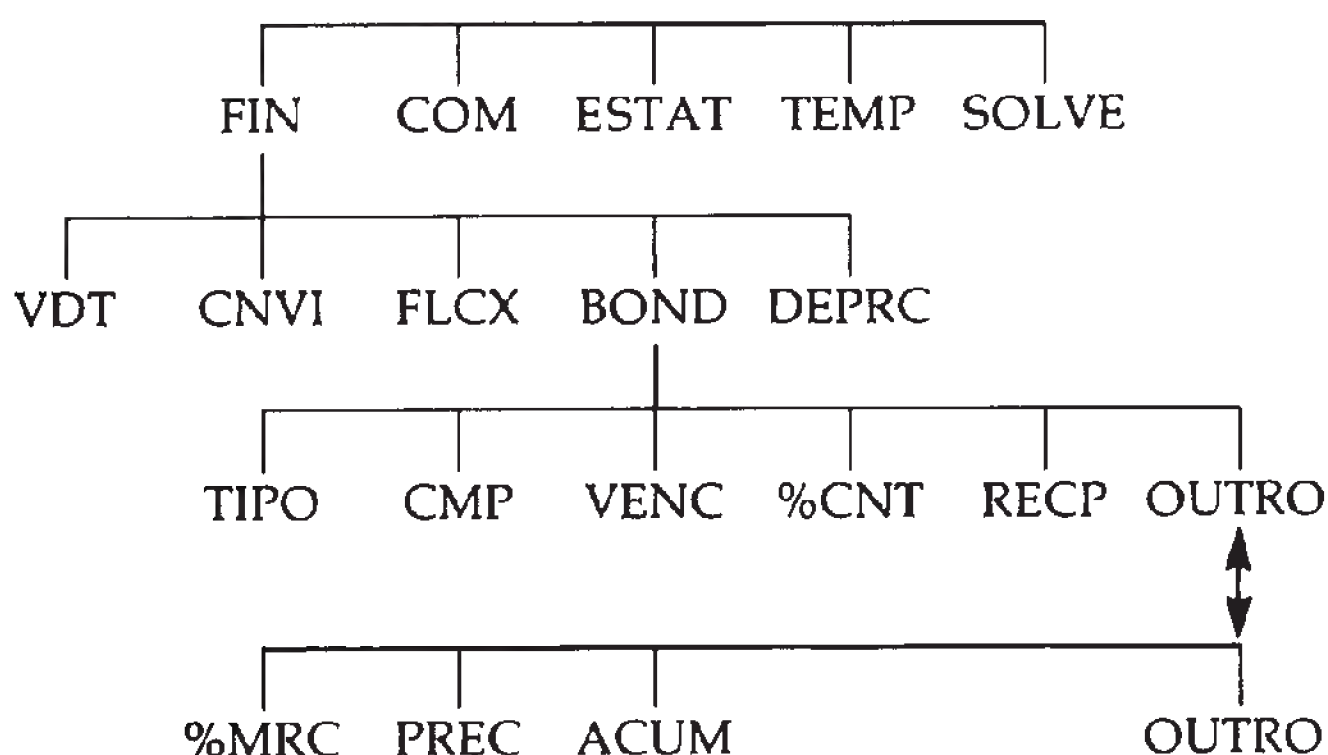 FIN COM ESTAT TEMP SOLVE
VDT CNVI FLCX BOND DEPRC
TIPO CMP VENC %CNT RECP OUTRO
%MRC PREC ACUM OUTRO